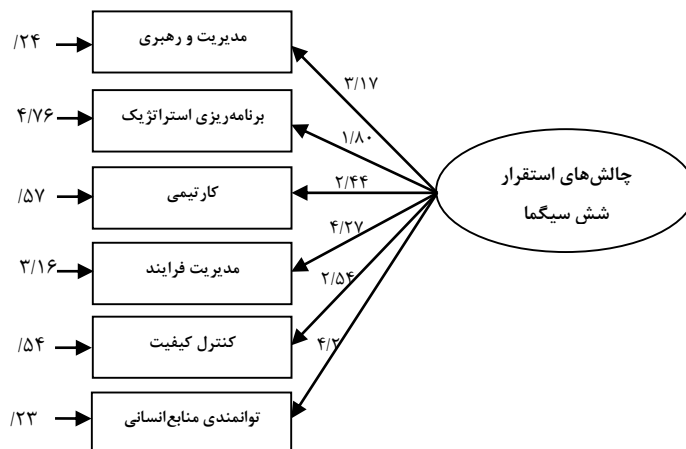 /۲۴
مدیریت و رهبری
۳/۱۷
۴/۷۶
برنامه‌ریزی استراتژیک
۱/۸۰
چالش‌های استقرار
شش سیگما
/۵۷
کارتیمی
۲/۴۴
۳/۱۶
مدیریت فرایند
۴/۲۷
/۵۴
کنترل کیفیت
۲/۵۴
/۲۳
توانمندی منابع‌انسانی